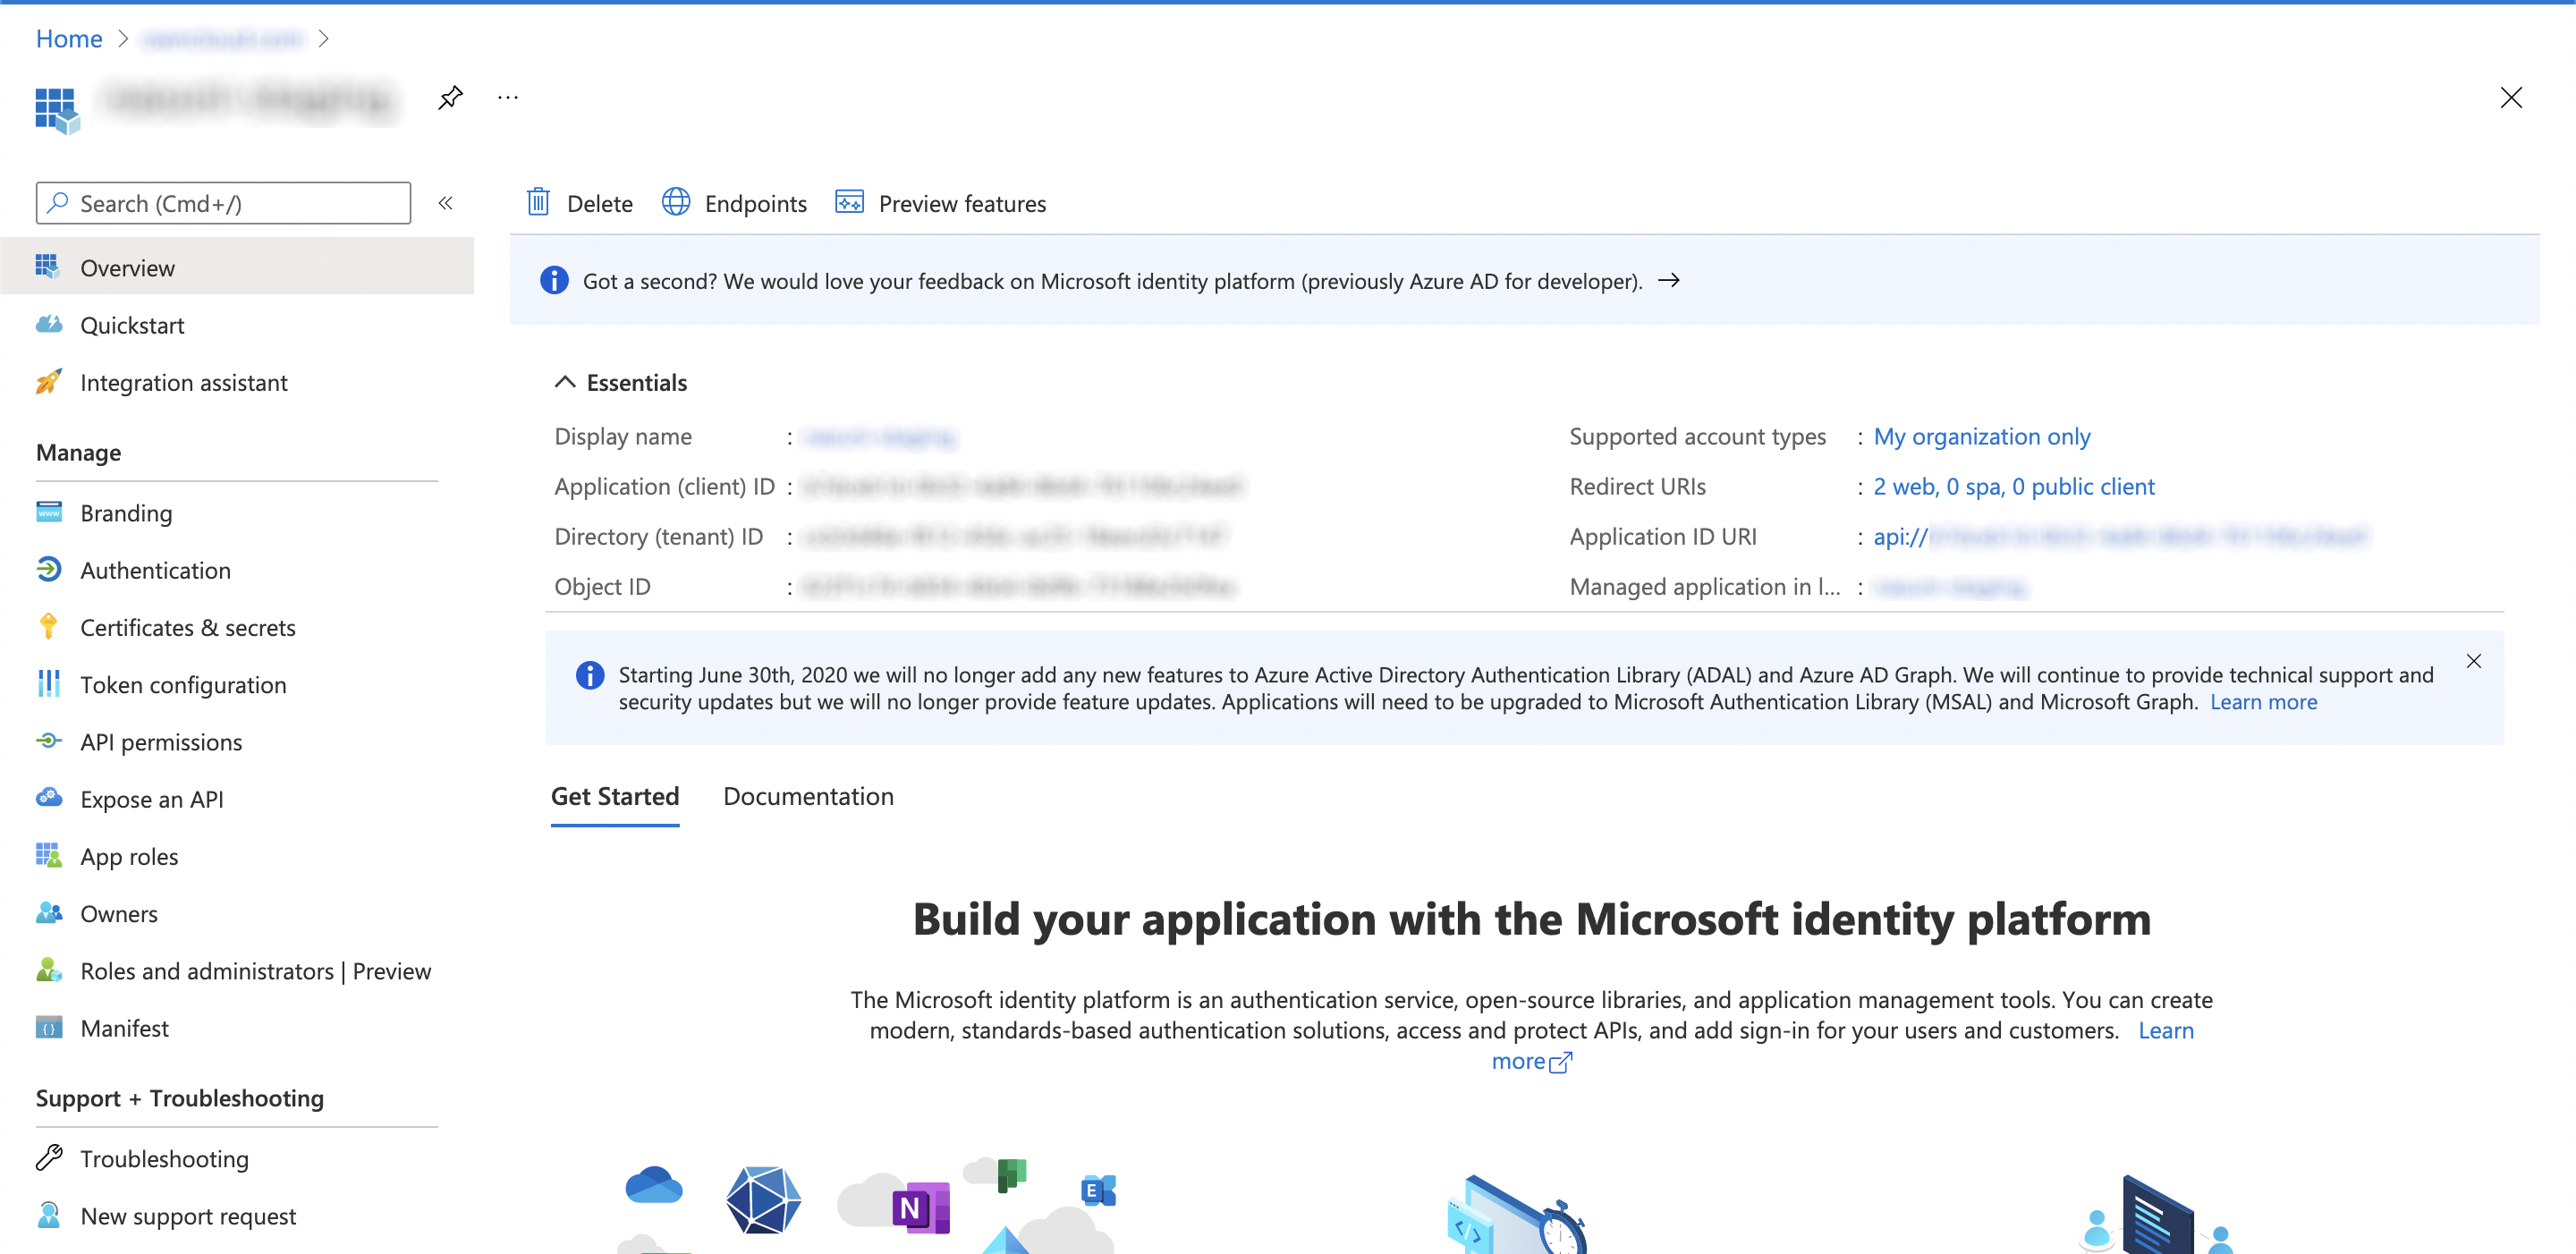 Home
Search (Cmd+/)
Delete Endpoints Preview features
Overview
Got a second? We would love your feedback on Microsoft identity platform (previously Azure AD for developer).
Quickstart
Integration assistant
Essentials
Display name :
Supported account types : My organization only
Application (client) ID :
Redirect URIs : 2 web, 0 spa, 0 public client
Directory (tenant) ID :
Application ID URI : api://
Object ID :
Managed application in l... :
Manage
Branding
Authentication
Certificates & secrets
Token configuration
API permissions
Expose an API
App roles
Owners
Roles and administrators | Preview
Manifest
Support + Troubleshooting
Troubleshooting
New support request
Starting June 30th, 2020 we will no longer add any new features to Azure Active Directory Authentication Library (ADAL) and Azure AD Graph. We will continue to provide technical support and
security updates but we will no longer provide feature updates. Applications will need to be upgraded to Microsoft Authentication Library (MSAL) and Microsoft Graph. Learn more
Get Started Documentation
Build your application with the Microsoft identity platform
The Microsoft identity platform is an authentication service, open-source libraries, and application management tools. You can create
modern, standards-based authentication solutions, access and protect APIs, and add sign-in for your users and customers. Learn
more
N
E